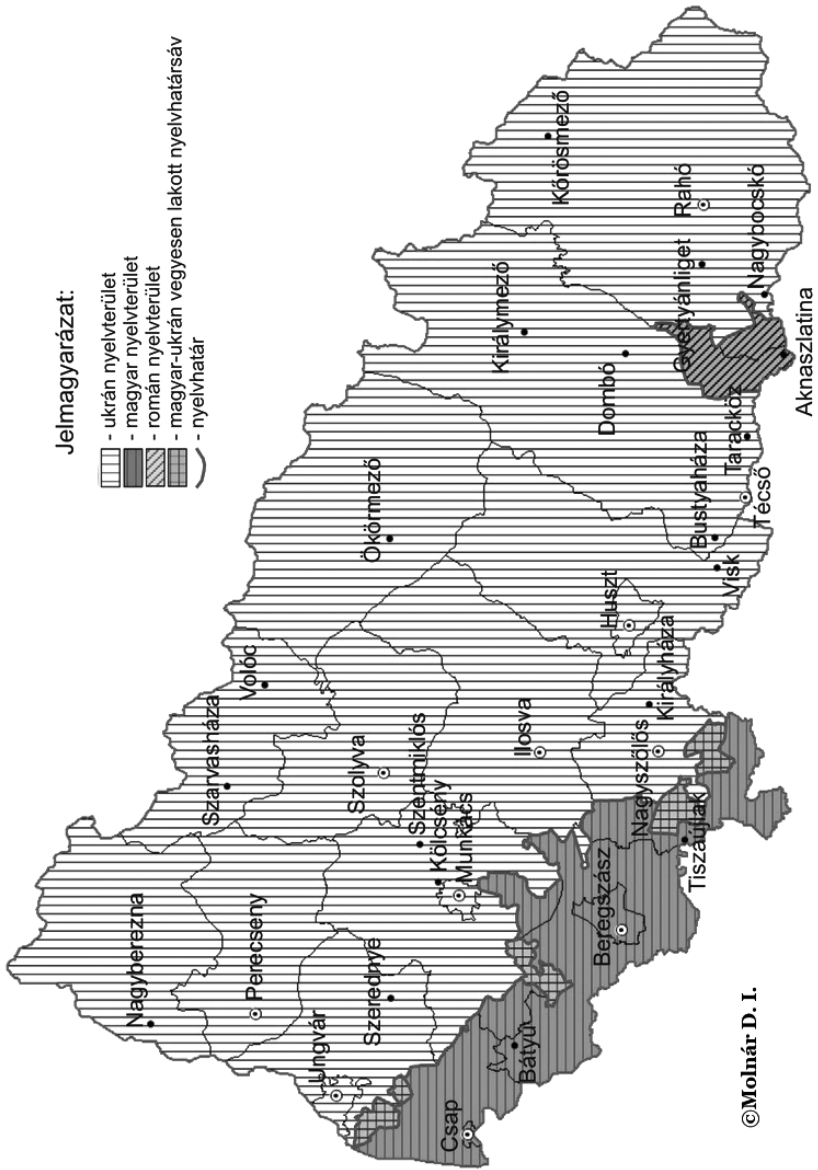 Jelmagyarázat:
- ukrán nyelvterület
- magyar nyelvterület
- román nyelvterület
- magyar-ukrán vegyesen lakott nyelvhatársáv
- nyelvhatár
Nagyberezna
Perecseny
Szerednye
Ungvár
Csap
Bátyú
Szarvasháza
Volóc
Szolyva
Szentmiklós
Kölcsény
Munkács
Beregszász
Ilosva
Nagyszőlős
Tiszaújlak
Királyháza
Huszt
Ökörmező
Visk
Bustyaháza
Técső
Taracköz
Királymező
Dombó
Gyertyánliget
Kőrösmező
Rahó
Nagybocskó
Aknaszlatina
©Molnár D. I.